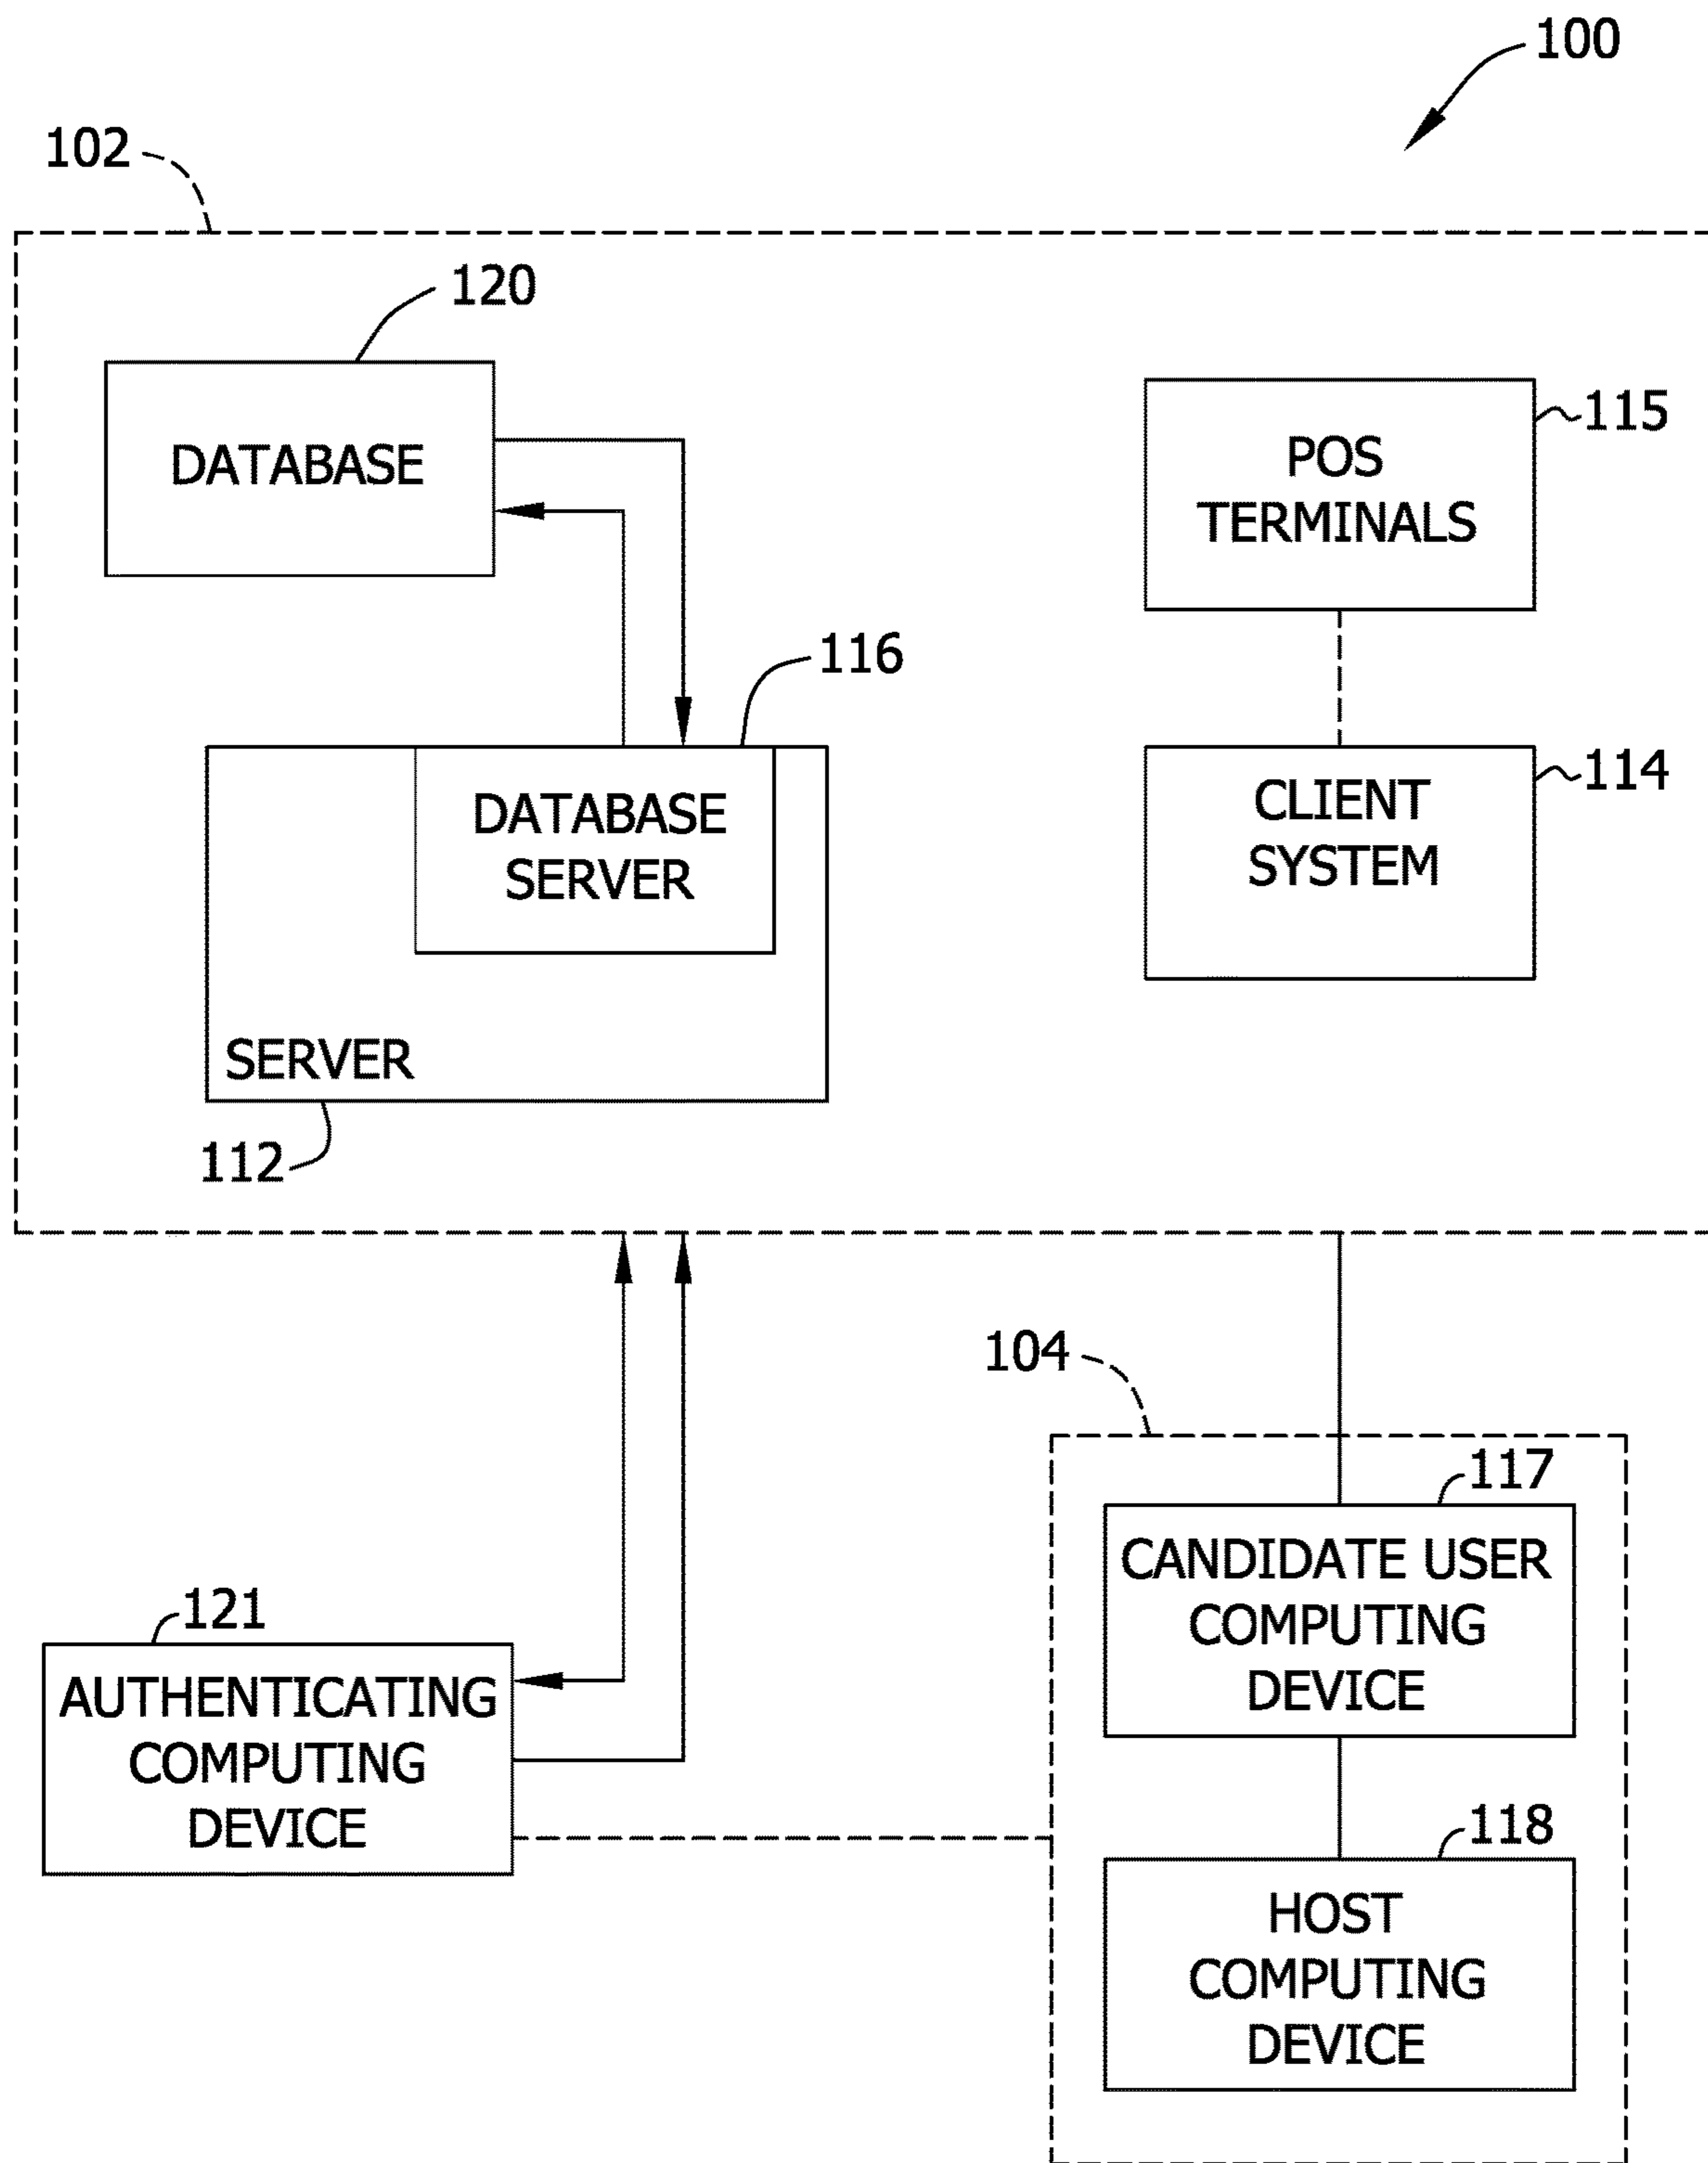 100
102
120
DATABASE
115
POS
TERMINALS
116
DATABASE
SERVER
114
CLIENT
SYSTEM
SERVER
112
104
117
CANDIDATE USER
COMPUTING
DEVICE
121
AUTHENTICATING
COMPUTING
DEVICE
118
HOST
COMPUTING
DEVICE